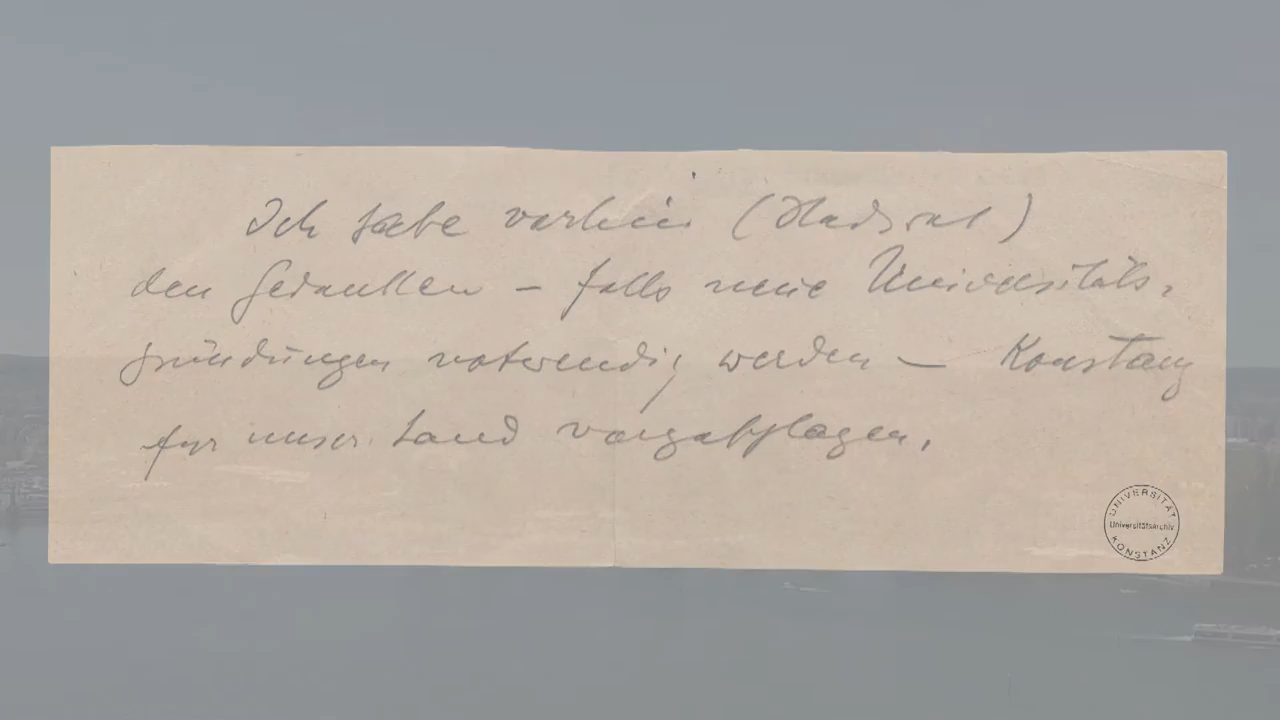 Ich habe vorhin (Stadtrat)
den Gedanken – falls neue Universitäts-
gründungen notwendig werden – Konstanz
für unser Land vorgeschlagen.
UNIVERSITÄT
Universitätsarchiv
KONSTANZ